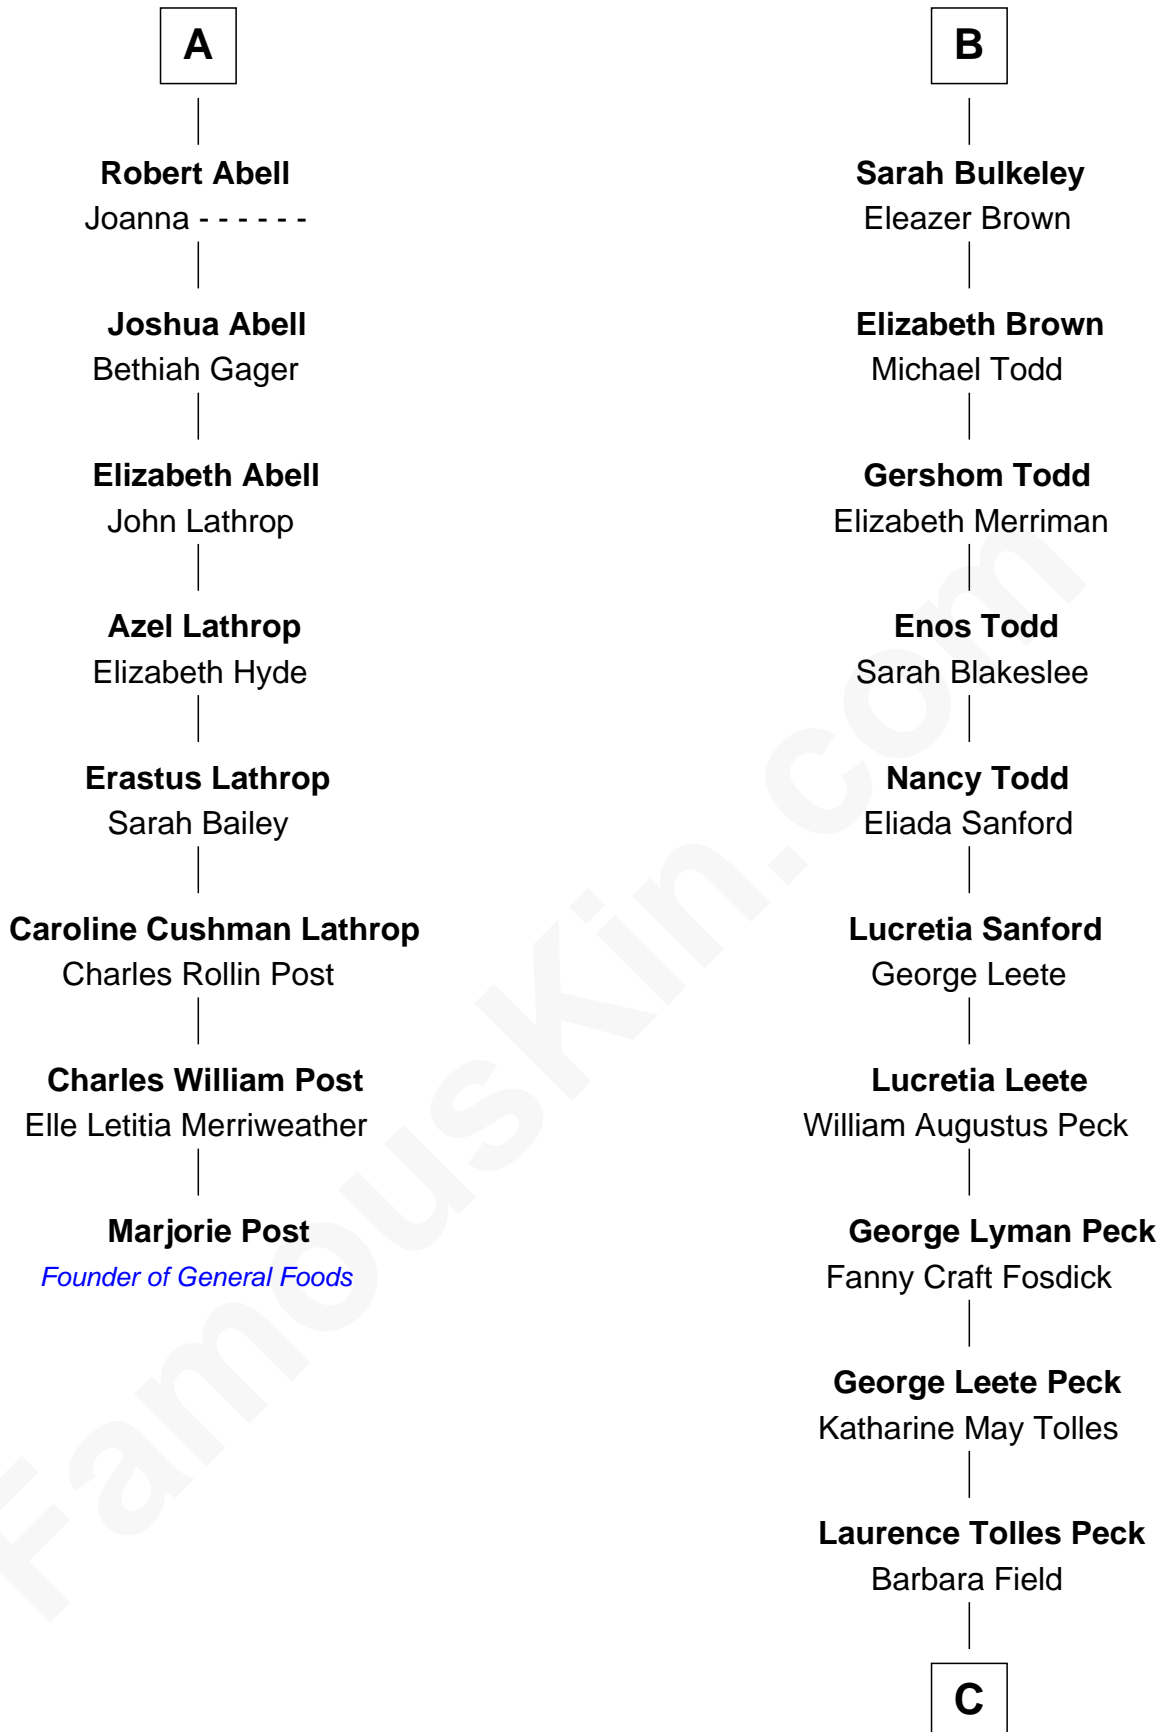 A
Robert Abell
Joanna - - - - - -
Joshua Abell
Bethiah Gager
Elizabeth Abell
John Lathrop
Azel Lathrop
Elizabeth Hyde
Erastus Lathrop
Sarah Bailey
Caroline Cushman Lathrop
Charles Rollin Post
Charles William Post
Elle Letitia Merriweather
Marjorie Post
Founder of General Foods
B
Sarah Bulkeley
Eleazer Brown
Elizabeth Brown
Michael Todd
Gershom Todd
Elizabeth Merriman
Enos Todd
Sarah Blakeslee
Nancy Todd
Eliada Sanford
Lucretia Sanford
George Leete
Lucretia Leete
William Augustus Peck
George Lyman Peck
Fanny Craft Fosdick
George Leete Peck
Katharine May Tolles
Laurence Tolles Peck
Barbara Field
C
FamousKin.com